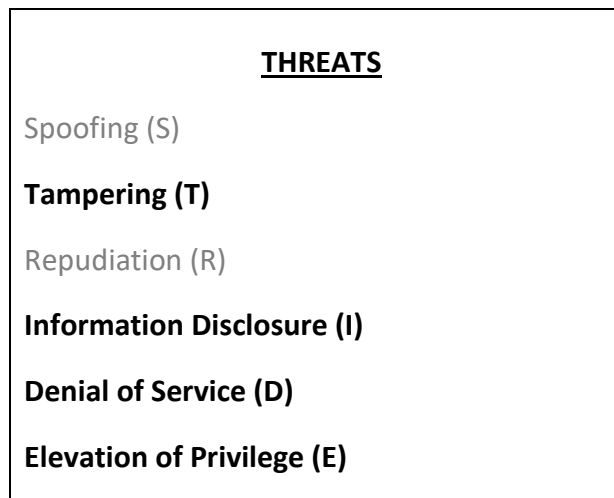 THREATS
Spoofing (S)
Tampering (T)
Repudiation (R)
Information Disclosure (I)
Denial of Service (D)
Elevation of Privilege (E)